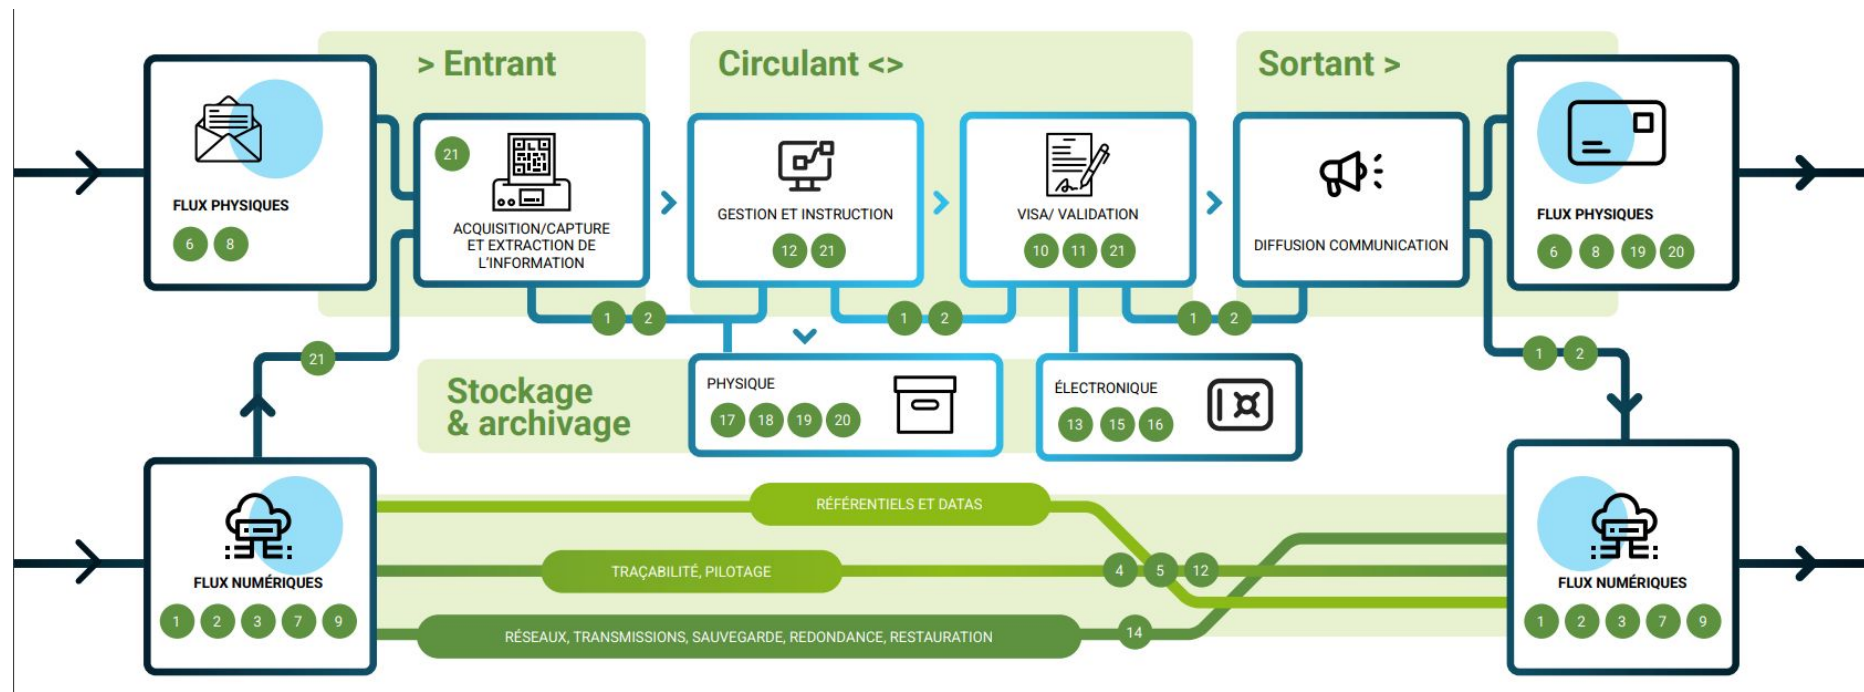 > Entrant
Circulant <>
Sortant >
FLUX PHYSIQUES
6 8
21
ACQUISITION/CAPTURE
ET EXTRACTION DE
L'INFORMATION
GESTION ET INSTRUCTION
12 21
VISA/ VALIDATION
10 11 21
DIFFUSION COMMUNICATION
FLUX PHYSIQUES
6 8 19 20
1 2
1 2
1 2
21
1 2
Stockage
& archivage
PHYSIQUE
17 18 19 20
ÉLECTRONIQUE
13 15 16
FLUX NUMÉRIQUES
1 2 3 7 9
RÉFÉRENTIELS ET DATAS
TRAÇABILITÉ, PILOTAGE
4 5 12
RÉSEAUX, TRANSMISSIONS, SAUVEGARDE, REDONDANCE, RESTAURATION
14
FLUX NUMÉRIQUES
1 2 3 7 9